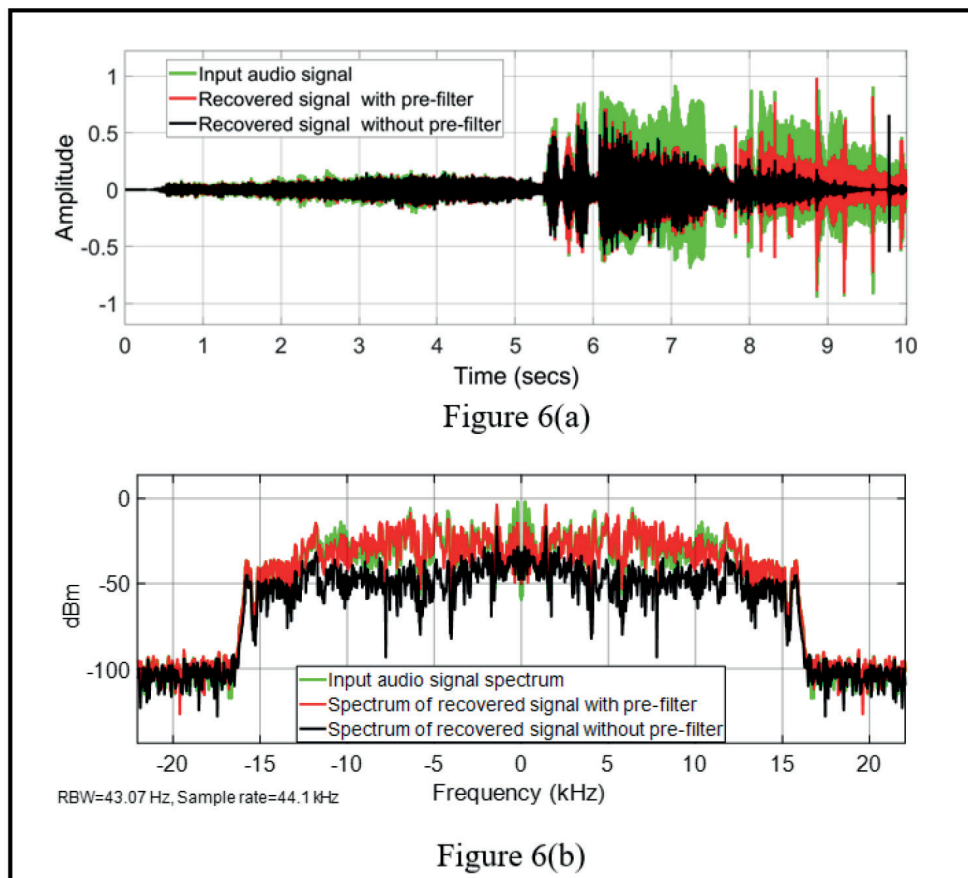 Input audio signal
Recovered signal with pre-filter
Recovered signal without pre-filter
1
0.5
0
-0.5
-1
Amplitude
0 1 2 3 4 5 6 7 8 9 10
Time (secs)
Figure 6(a)
0
-50
-100
dBm
Input audio signal spectrum
Spectrum of recovered signal with pre-filter
Spectrum of recovered signal without pre-filter
-20 -15 -10 -5 0 5 10 15 20
RBW=43.07 Hz, Sample rate=44.1 kHz
Frequency (kHz)
Figure 6(b)